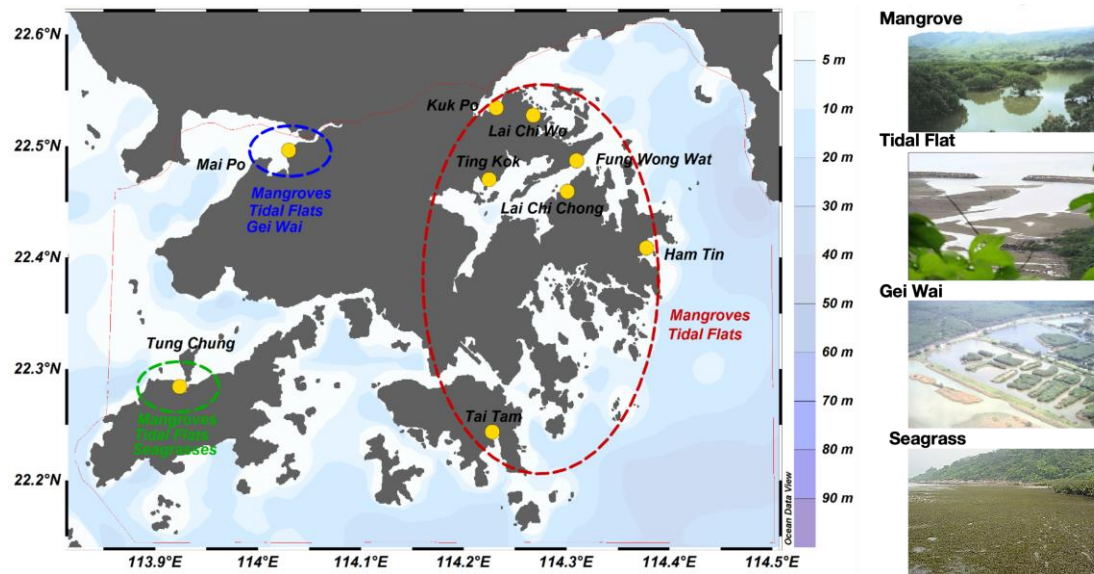 22.6°N
22.5°N
22.4°N
22.3°N
22.2°N
113.9°E
114°E
114.1°E
114.2°E
114.3°E
114.4°E
114.5°E
Kuk Po
Lai Chi Wo
Mai Po
Ting Kok
Fung Wong Wat
Mangroves
Tidal Flats
Gei Wai
Lai Chi Chong
Ham Tin
Mangroves
Tidal Flats
Tung Chung
Mangroves
Tidal Flats
Seagrasses
Tai Tam
5 m
10 m
20 m
30 m
40 m
50 m
60 m
70 m
80 m
90 m
Ocean Data View
Mangrove
Tidal Flat
Gei Wai
Seagrass